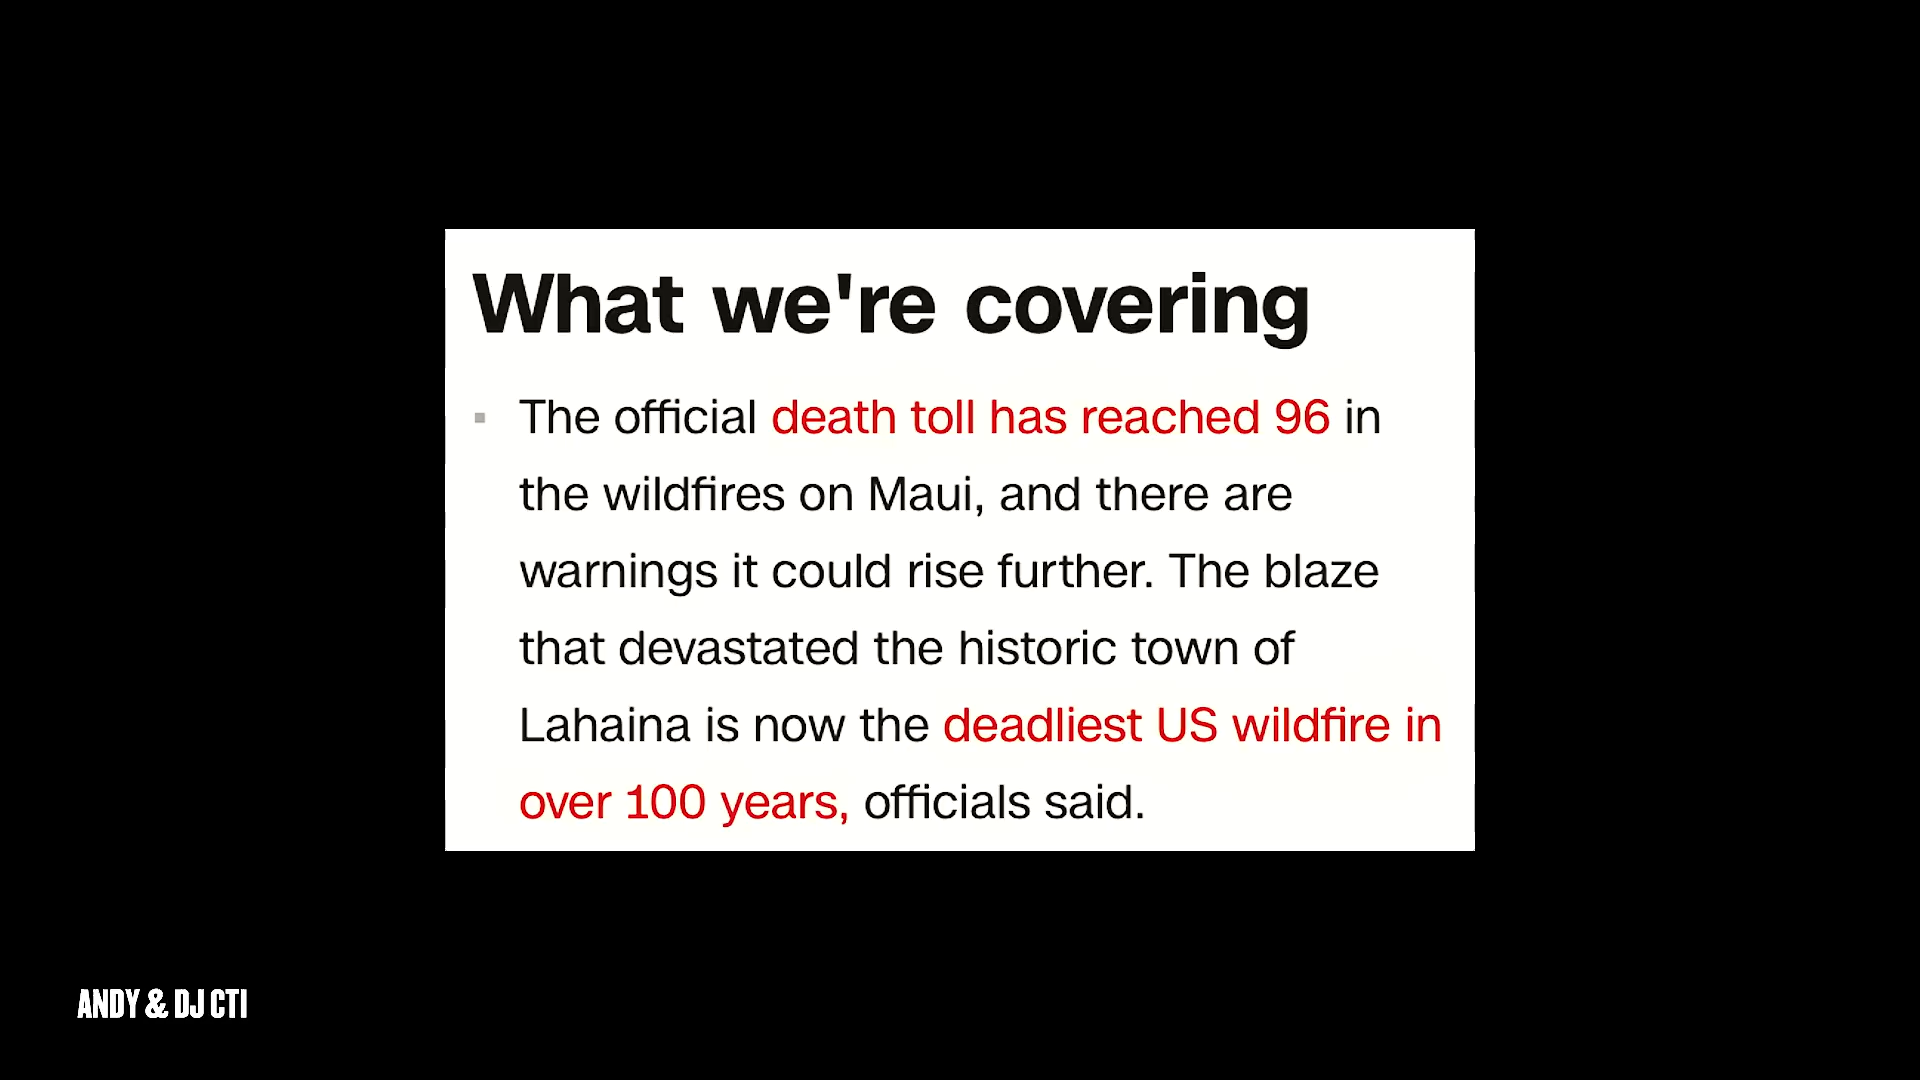 What we're covering
▪ The official death toll has reached 96 in
the wildfires on Maui, and there are
warnings it could rise further. The blaze
that devastated the historic town of
Lahaina is now the deadliest US wildfire in
over 100 years, officials said.
ANDY & DJ CTI